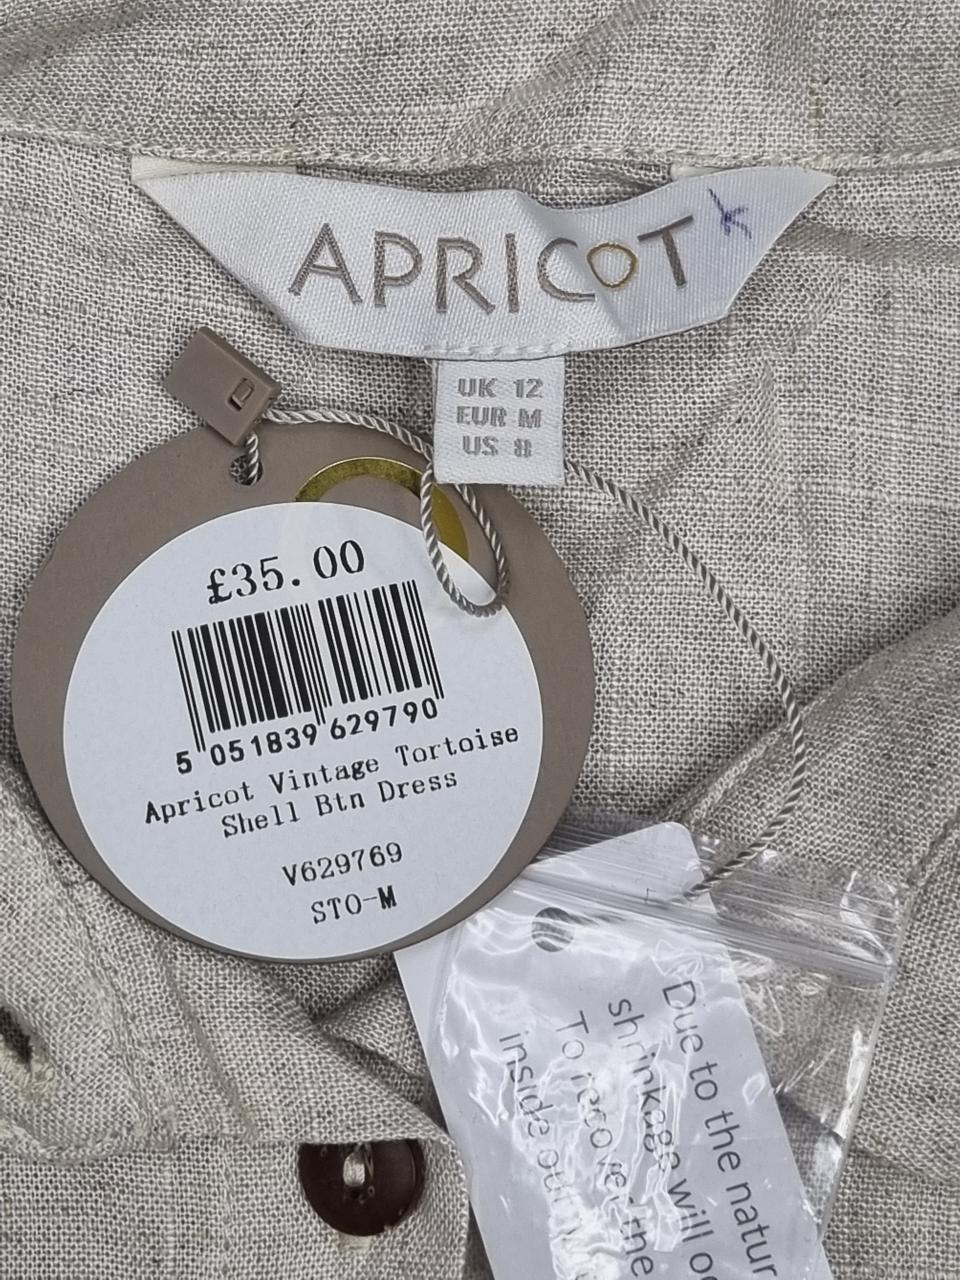 APRICOT
UK 12
EUR M
US 8
£35.00
5 051839 629790
Apricot Vintage Tortoise
Shell Btn Dress
V629769
STO-M
Due to the natur
shrinkage will oc
To recover the
inside out